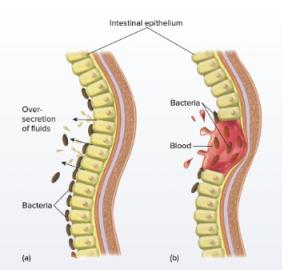 Intestinal epithelium
Over-
secretion
of fluids
Bacteria
(a)
Bacteria
Blood
(b)